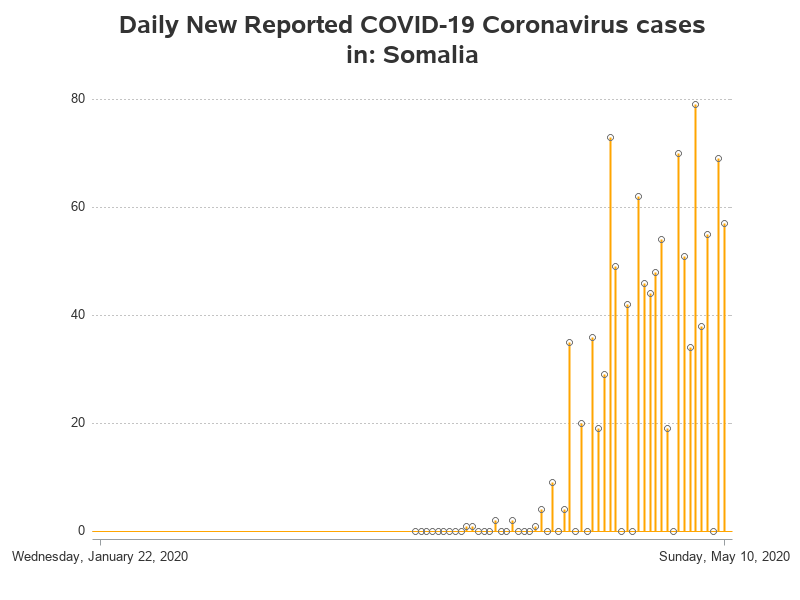 Daily New Reported COVID-19 Coronavirus cases
in: Somalia
80
60
40
20
0
Wednesday, January 22, 2020
Sunday, May 10, 2020